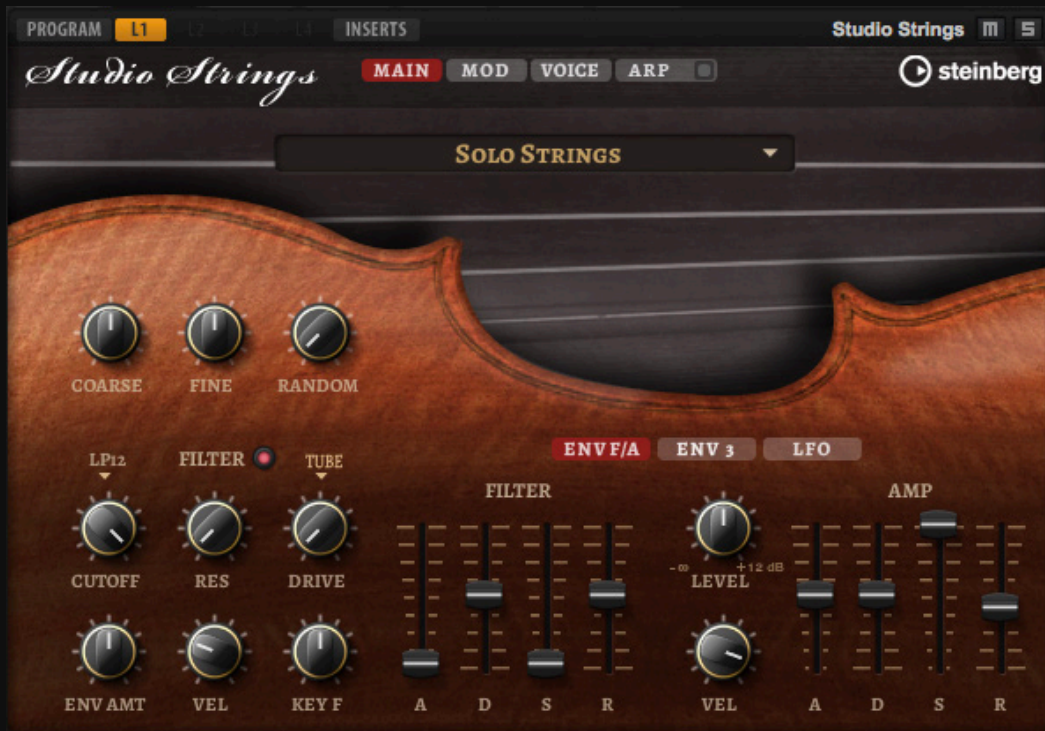 PROGRAM L1 L2 L3 L4 INSERTS Studio Strings M S
Studio Strings MAIN MOD VOICE ARP steinberg
SOLO STRINGS
COARSE FINE RANDOM
ENV F/A ENV 3 LFO
LP12 FILTER TUBE
FILTER AMP
-∞ +12 dB
CUTOFF RES DRIVE LEVEL
ENV AMT VEL KEY F A D S R VEL A D S R